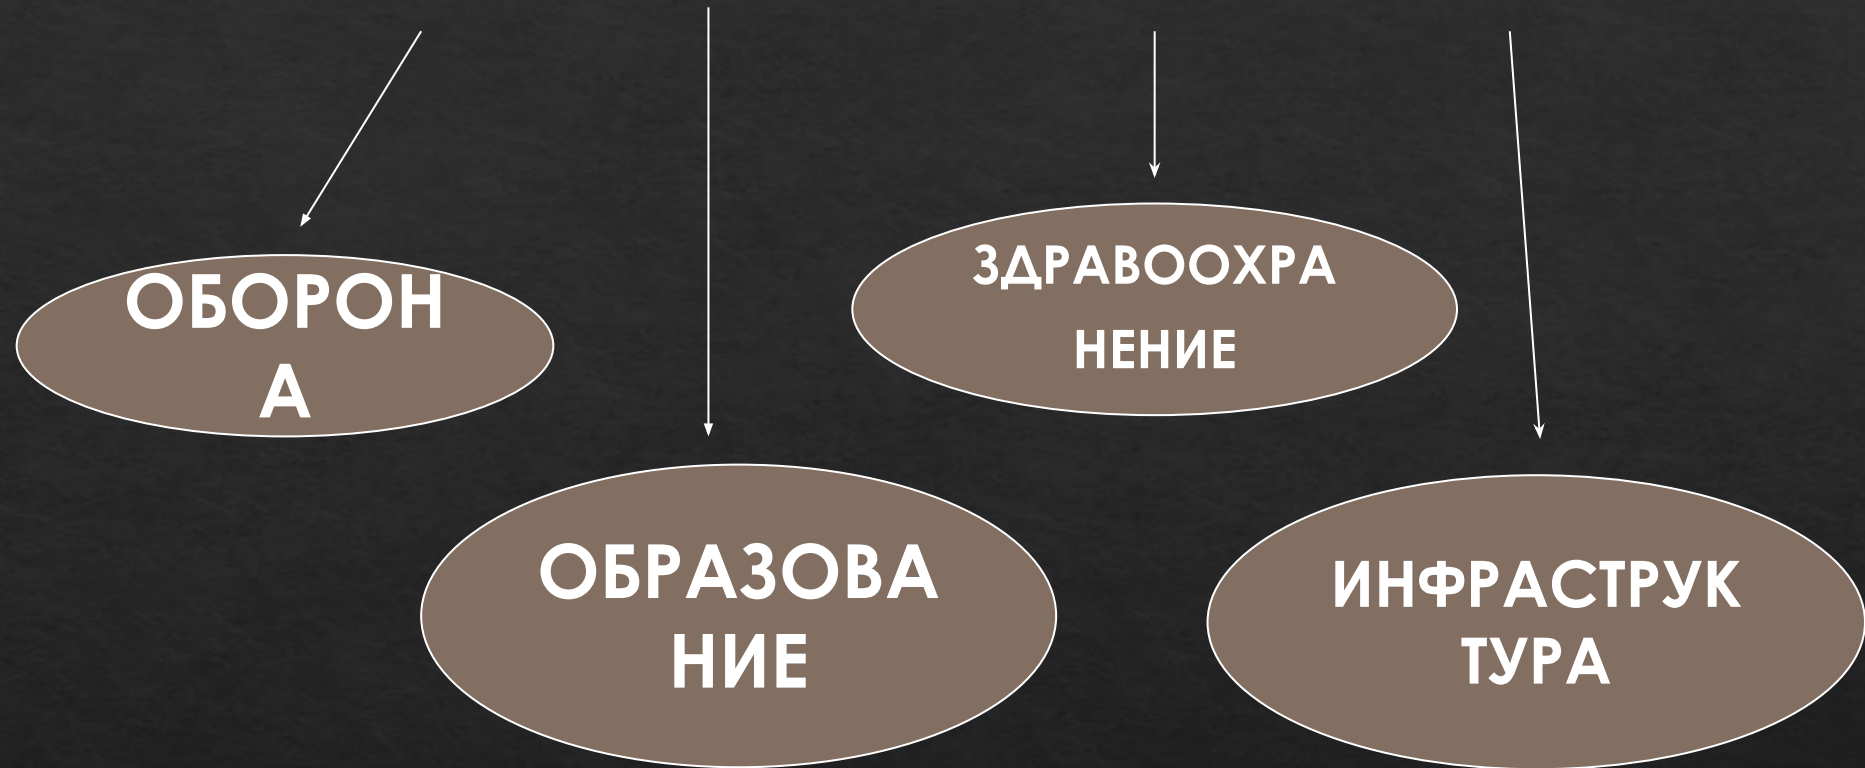 ОБОРОН
А
ОБРАЗОВА
НИЕ
ЗДРАВООХРА
НЕНИЕ
ИНФРАСТРУК
ТУРА